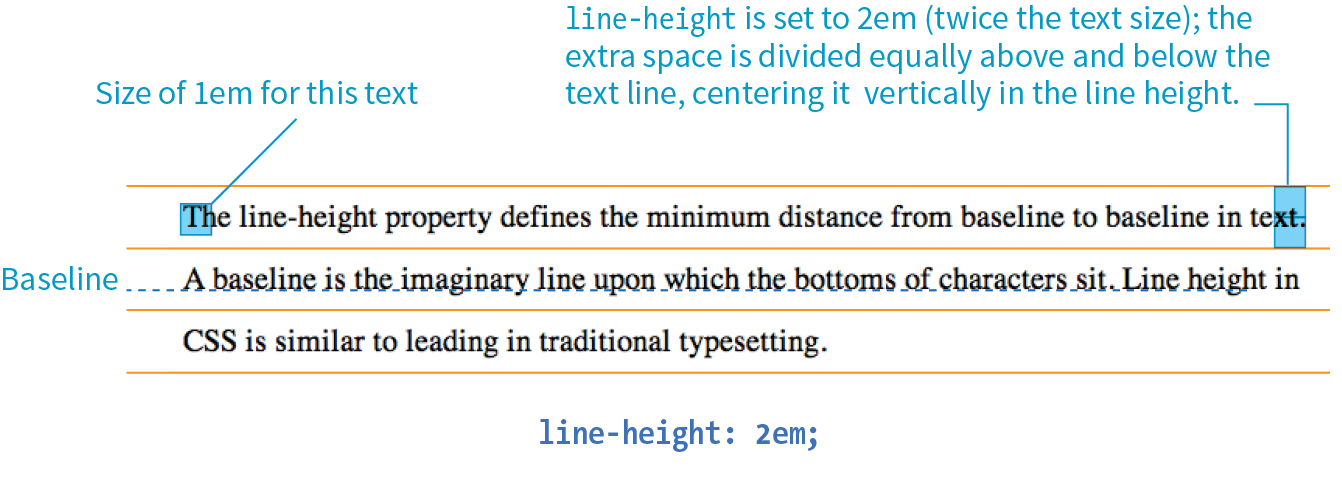 line-height is set to 2em (twice the text size); the
extra space is divided equally above and below the
text line, centering it vertically in the line height.
Size of 1em for this text
The line-height property defines the minimum distance from baseline to baseline in text.
Baseline
A baseline is the imaginary line upon which the bottoms of characters sit. Line height in
CSS is similar to leading in traditional typesetting.
line-height: 2em;